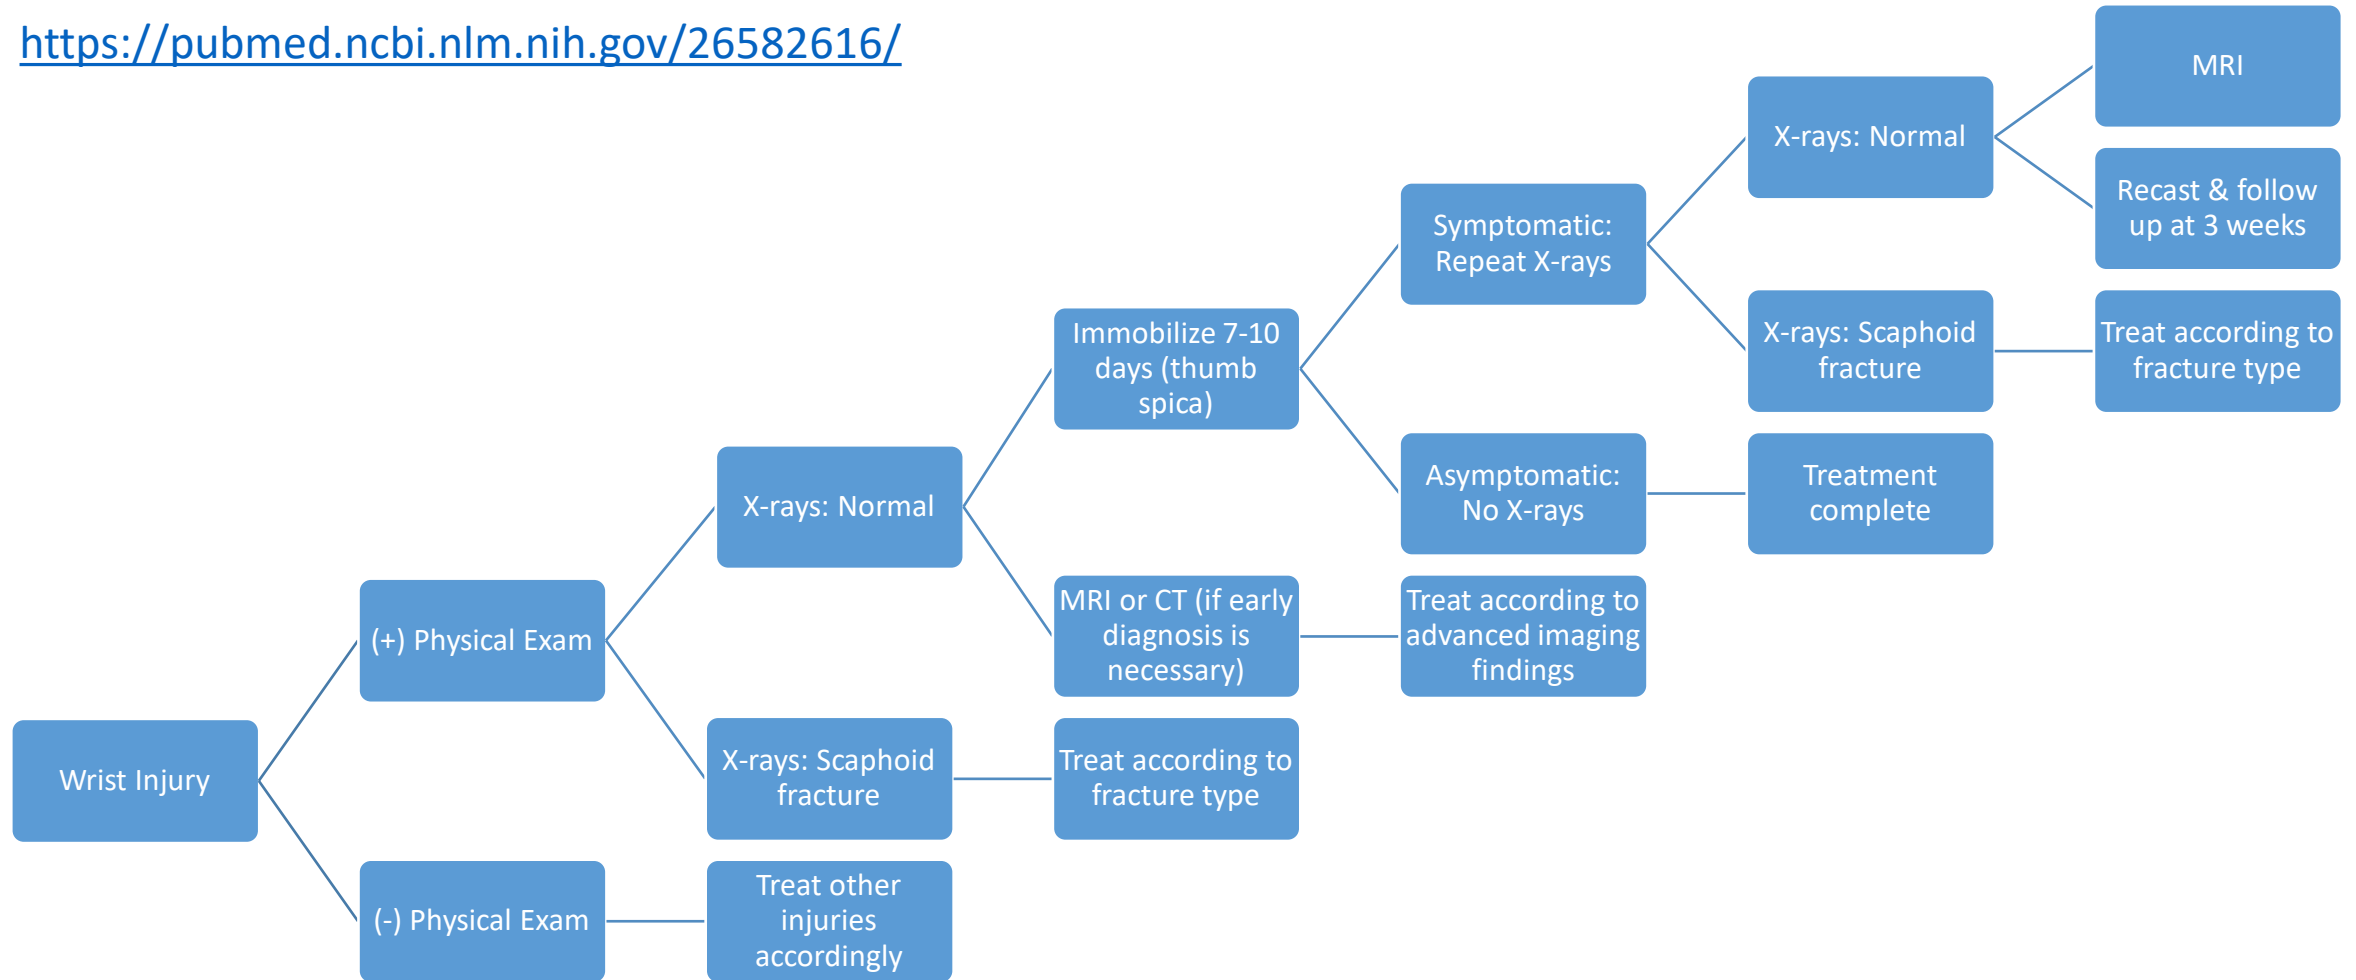 https://pubmed.ncbi.nlm.nih.gov/26582616/
Wrist Injury
(+) Physical Exam
X-rays: Normal
Immobilize 7-10
days (thumb
spica)
Symptomatic:
Repeat X-rays
X-rays: Normal
MRI
Recast & follow
up at 3 weeks
X-rays: Scaphoid
fracture
Treat according to
fracture type
Asymptomatic:
No X-rays
Treatment
complete
MRI or CT (if early
diagnosis is
necessary)
Treat according to
advanced imaging
findings
X-rays: Scaphoid
fracture
Treat according to
fracture type
(-) Physical Exam
Treat other
injuries
accordingly